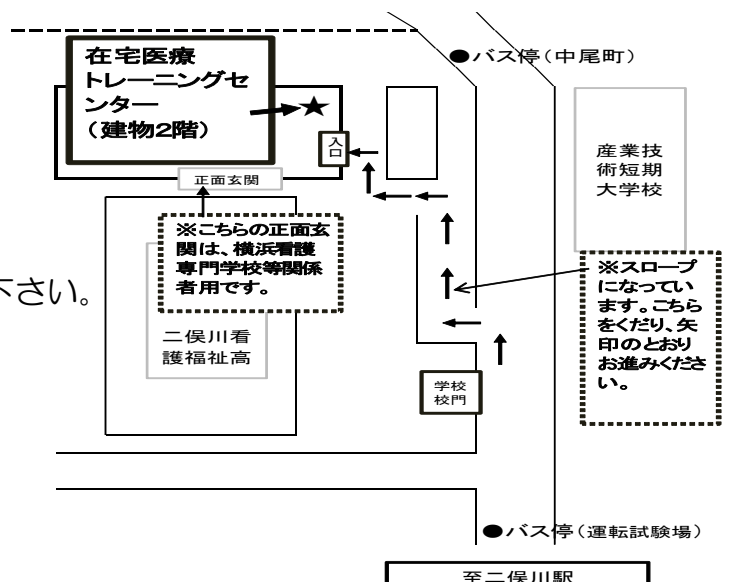 在宅医療
トレーニングセ
ンター
(建物2階)
★
●バス停(中尾町)
入口
正面玄関
産業技
術短期
大学校
※こちらの正面玄
関は、横浜看護
専門学校等関係
者用です。
※スロープ
になってい
ます。こちら
をくだり、矢
印のとおり
お進みくださ
い。
下さい。
二俣川看
護福祉高
学校
校門
●バス停(運転試験場)
至二俣川駅